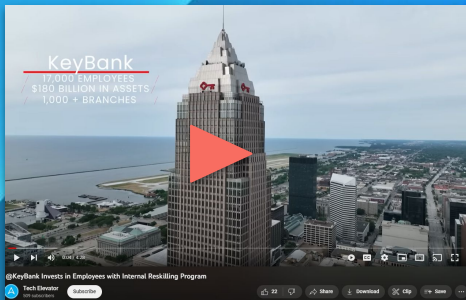 KeyBank
17,000 EMPLOYEES
$180 BILLION IN ASSETS
1,000 + BRANCHES
@KeyBank Invests in Employees with Internal Reskilling Program
Tech Elevator
Subscribe
22
Share
Download
Clip
Save